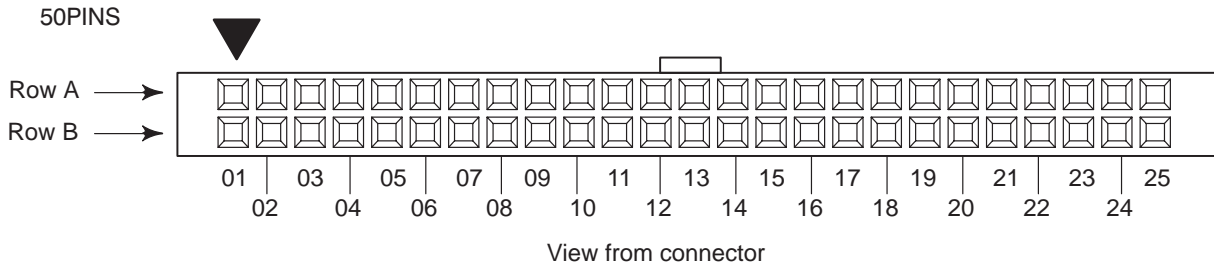 50PINS
Row A
Row B
01 03 05 07 09 11 13 15 17 19 21 23 25
02 04 06 08 10 12 14 16 18 20 22 24
View from connector